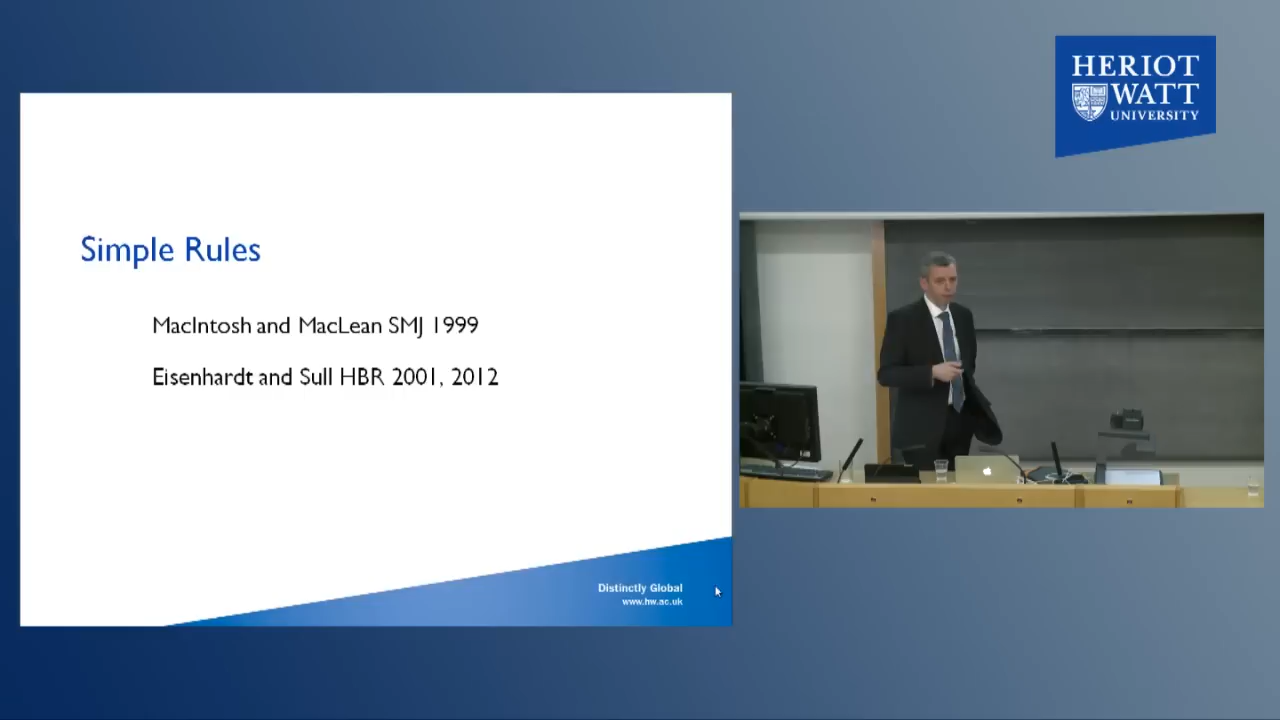 HERIOT
WATT
UNIVERSITY
Simple Rules
MacIntosh and MacLean SMJ 1999
Eisenhardt and Sull HBR 2001, 2012
Distinctly Global
www.hw.ac.uk